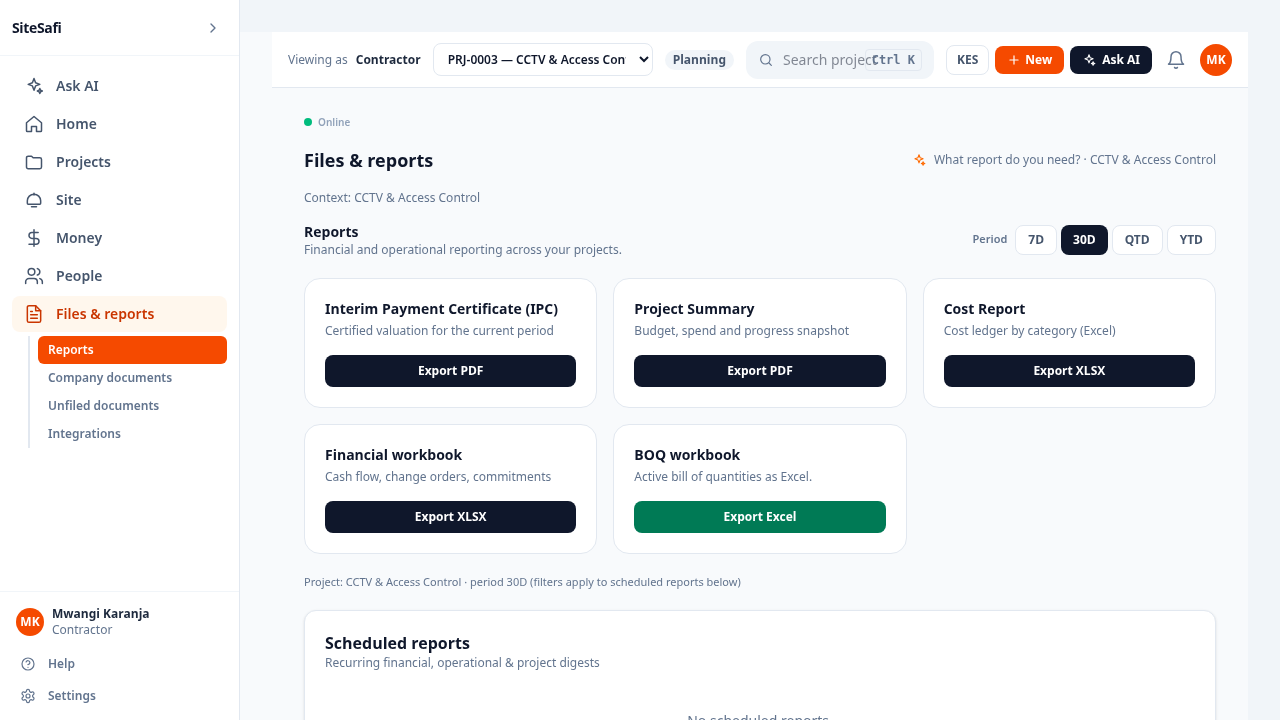 SiteSafi
Ask AI
Home
Projects
Site
Money
People
Files & reports
Reports
Company documents
Unfiled documents
Integrations
MK
Mwangi Karanja
Contractor
Help
Settings
Viewing as Contractor
PRJ-0003 — CCTV & Access Con
Planning
Search project
Ctrl K
KES
New
Ask AI
MK
Online
Files & reports
What report do you need? · CCTV & Access Control
Context: CCTV & Access Control
Reports
Financial and operational reporting across your projects.
Period
7D
30D
QTD
YTD
Interim Payment Certificate (IPC)
Certified valuation for the current period
Export PDF
Project Summary
Budget, spend and progress snapshot
Export PDF
Cost Report
Cost ledger by category (Excel)
Export XLSX
Financial workbook
Cash flow, change orders, commitments
Export XLSX
BOQ workbook
Active bill of quantities as Excel.
Export Excel
Project: CCTV & Access Control · period 30D (filters apply to scheduled reports below)
Scheduled reports
Recurring financial, operational & project digests
No scheduled reports